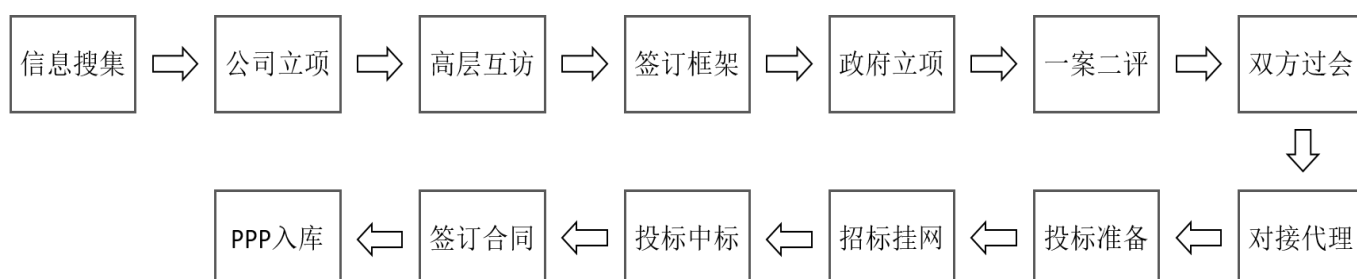 信息搜集
公司立项
高层互访
签订框架
政府立项
一案二评
双方过会
对接代理
投标准备
招标挂网
投标中标
签订合同
PPP入库